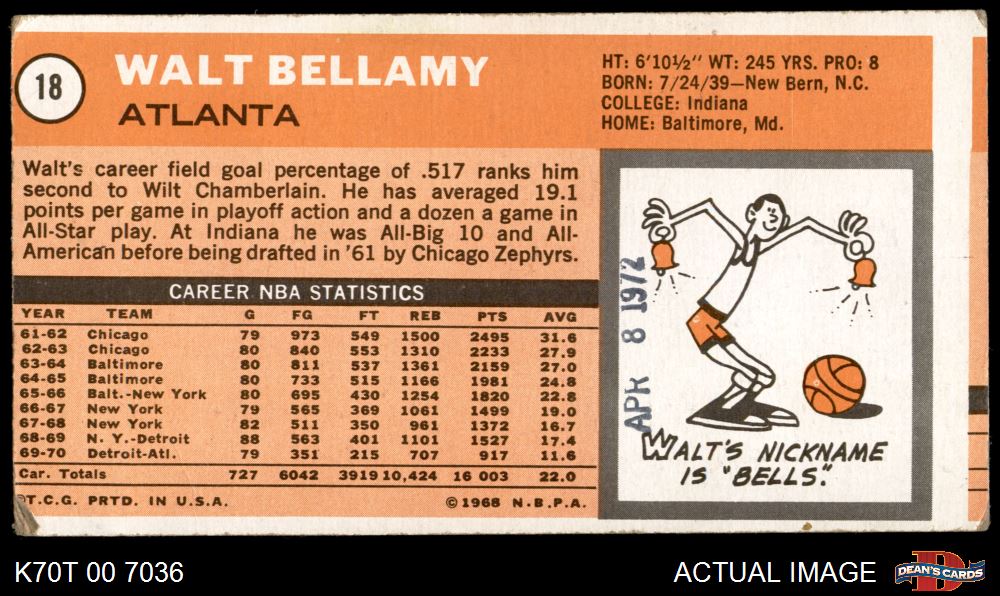 18
WALT BELLAMY
ATLANTA
HT: 6'10½" WT: 245 YRS. PRO: 8
BORN: 7/24/39—New Bern, N.C.
COLLEGE: Indiana
HOME: Baltimore, Md.
Walt's career field goal percentage of .517 ranks him
second to Wilt Chamberlain. He has averaged 19.1
points per game in playoff action and a dozen a game in
All-Star play. At Indiana he was All-Big 10 and All-
American before being drafted in '61 by Chicago Zephyrs.
CAREER NBA STATISTICS
YEAR TEAM G FG FT REB PTS AVG
61-62 Chicago 79 973 549 1500 2495 31.6
62-63 Chicago 80 840 553 1310 2233 27.9
63-64 Baltimore 80 811 537 1361 2159 27.0
64-65 Baltimore 80 733 515 1166 1981 24.8
65-66 Balt.-New York 80 695 430 1254 1820 22.8
66-67 New York 79 565 369 1061 1499 19.0
67-68 New York 82 511 350 961 1372 16.7
68-69 N. Y.-Detroit 88 563 401 1101 1527 17.4
69-70 Detroit-Atl. 79 351 215 707 917 11.6
Car. Totals 727 6042 3919 10,424 16 003 22.0
©T.C.G. PRTD. IN U.S.A. ©1968 N.B.P.A.
APR 8 1972
WALT'S NICKNAME
IS "BELLS."
K70T 00 7036
ACTUAL IMAGE
D
DEAN'S CARDS